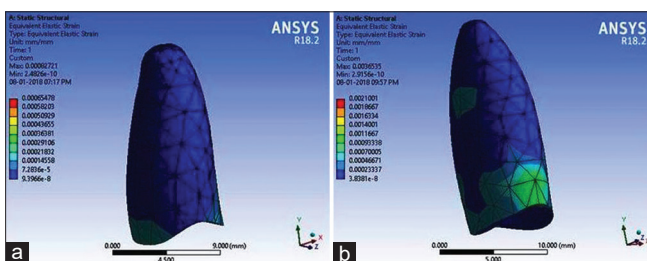 A: Static Structural
Equivalent Elastic Strain
Type: Equivalent Elastic Strain
Unit: mm/mm
Time: 1
Custom
Max: 0.00082721
Min: 2.4826e-10
08-01-2018 07:17 PM
0.00065478
0.00058203
0.00050929
0.00043655
0.00036381
0.00029106
0.00021832
0.00014558
7.2836e-5
9.3966e-8
ANSYS
R18.2
0.000
9.000 (mm)
4.500
Y
X
Z
a
A: Static Structural
Equivalent Elastic Strain
Type: Equivalent Elastic Strain
Unit: mm/mm
Time: 1
Custom
Max: 0.0036535
Min: 2.9156e-10
08-01-2018 09:57 PM
0.0021001
0.0018667
0.0016334
0.0014001
0.0011667
0.00093338
0.00070005
0.00046671
0.00023337
3.8381e-8
ANSYS
R18.2
0.000
10.000 (mm)
5.000
Y
Z
X
b